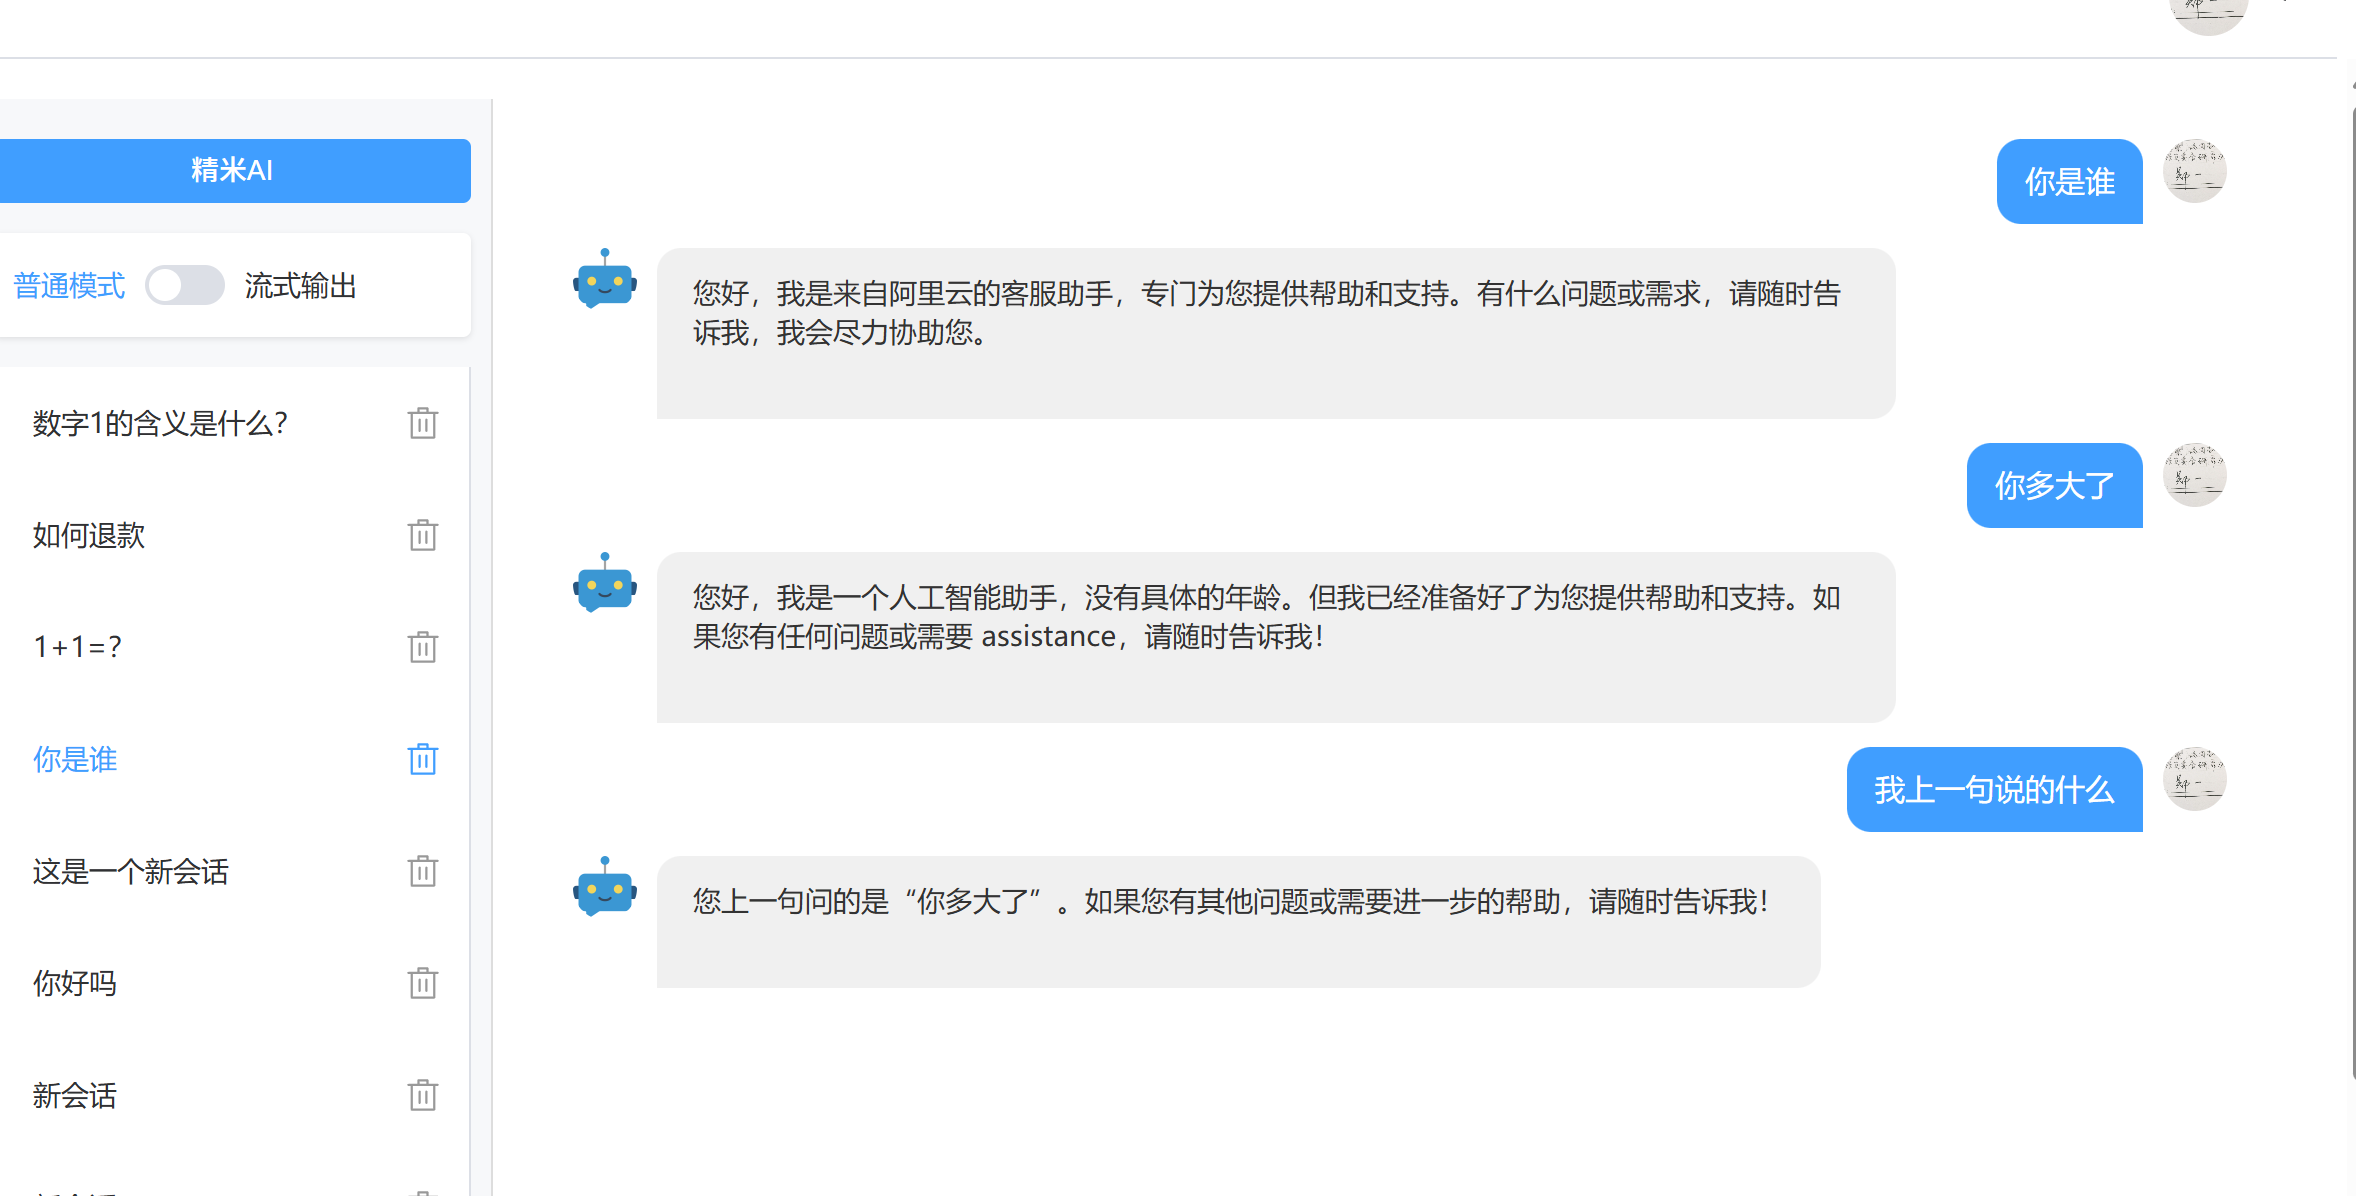 精米AI
普通模式 流式输出
数字1的含义是什么？
如何退款
1+1=?
你是谁
这是一个新会话
你好吗
新会话
你是谁
您好，我是来自阿里云的客服助手，专门为您提供帮助和支持。有什么问题或需求，请随时告
诉我，我会尽力协助您。
你多大了
您好，我是一个人工智能助手，没有具体的年龄。但我已经准备好了为您提供帮助和支持。如
果您有任何问题或需要 assistance，请随时告诉我！
我上一句说的什么
您上一句问的是“你多大了”。如果您有其他问题或需要进一步的帮助，请随时告诉我！